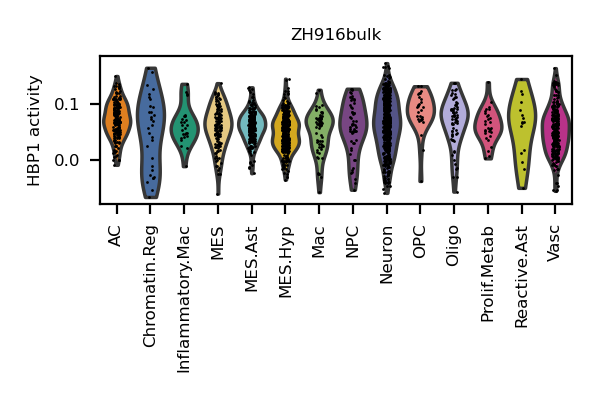 ZH916bulk
HBP1 activity
0.1
0.0
AC
Chromatin.Reg
Inflammatory.Mac
MES
MES.Ast
MES.Hyp
Mac
NPC
Neuron
OPC
Oligo
Prolif.Metab
Reactive.Ast
Vasc